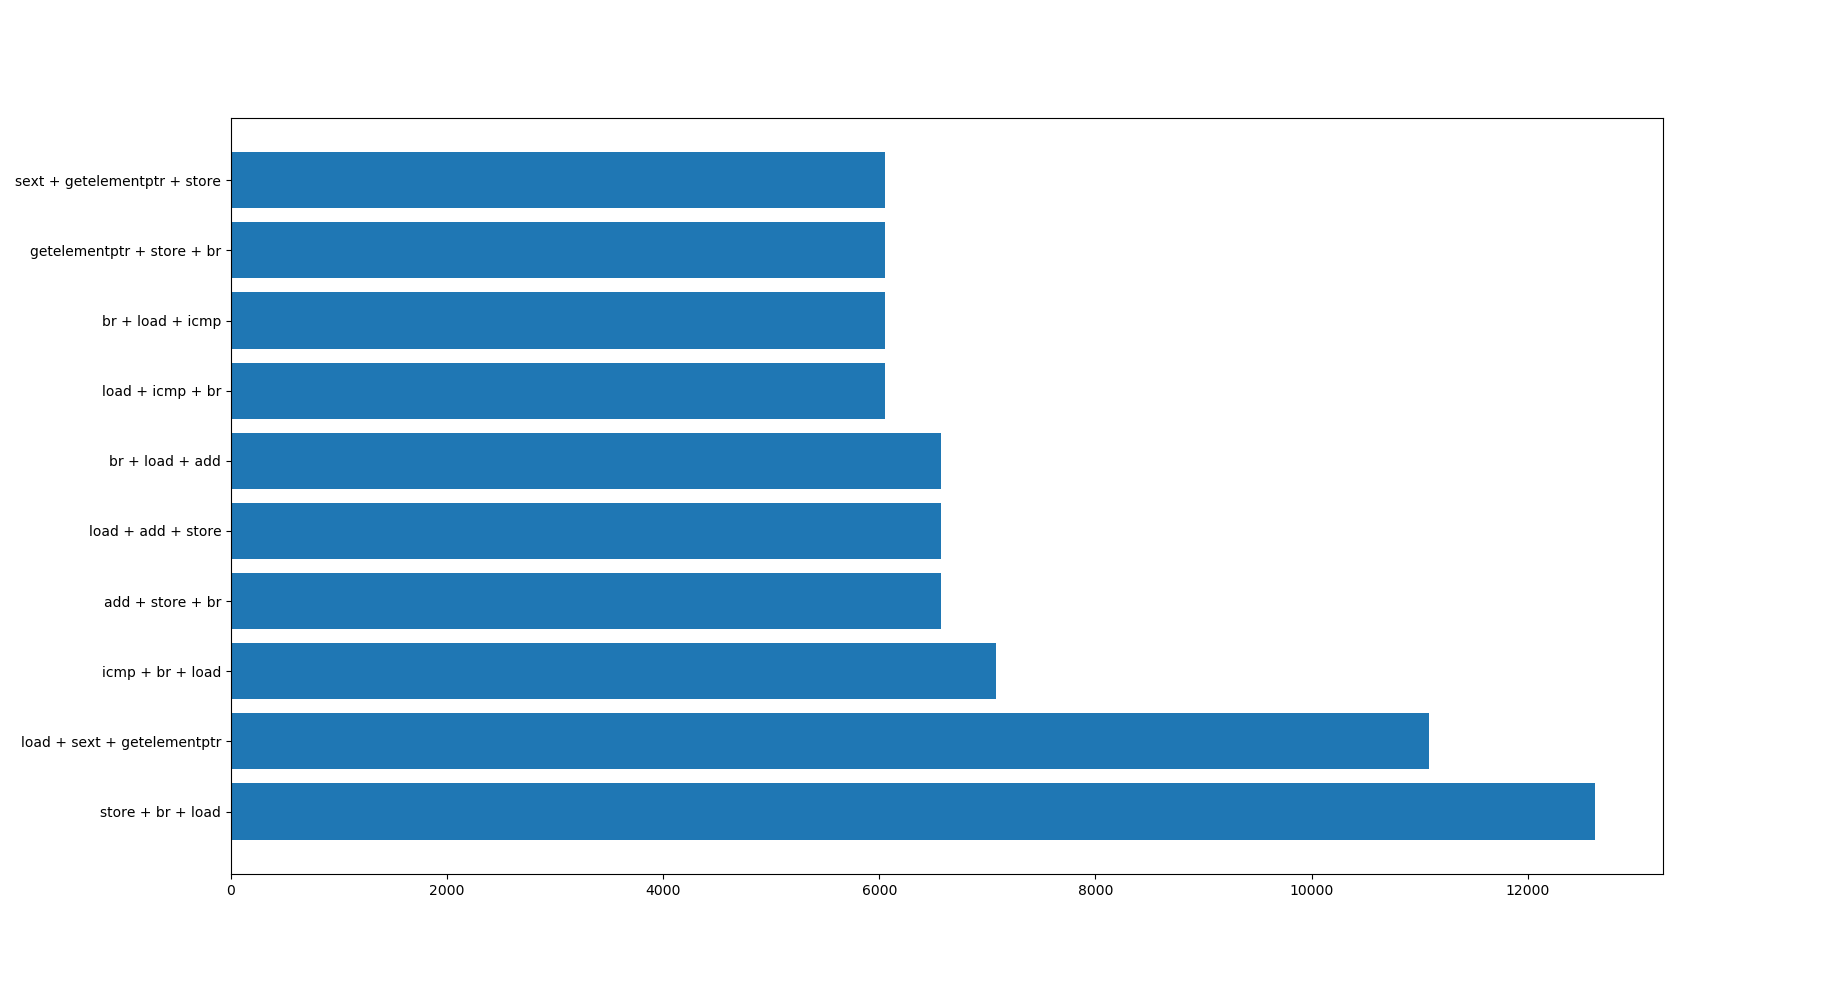 sext + getelementptr + store
getelementptr + store + br
br + load + icmp
load + icmp + br
br + load + add
load + add + store
add + store + br
icmp + br + load
load + sext + getelementptr
store + br + load
0 2000 4000 6000 8000 10000 12000